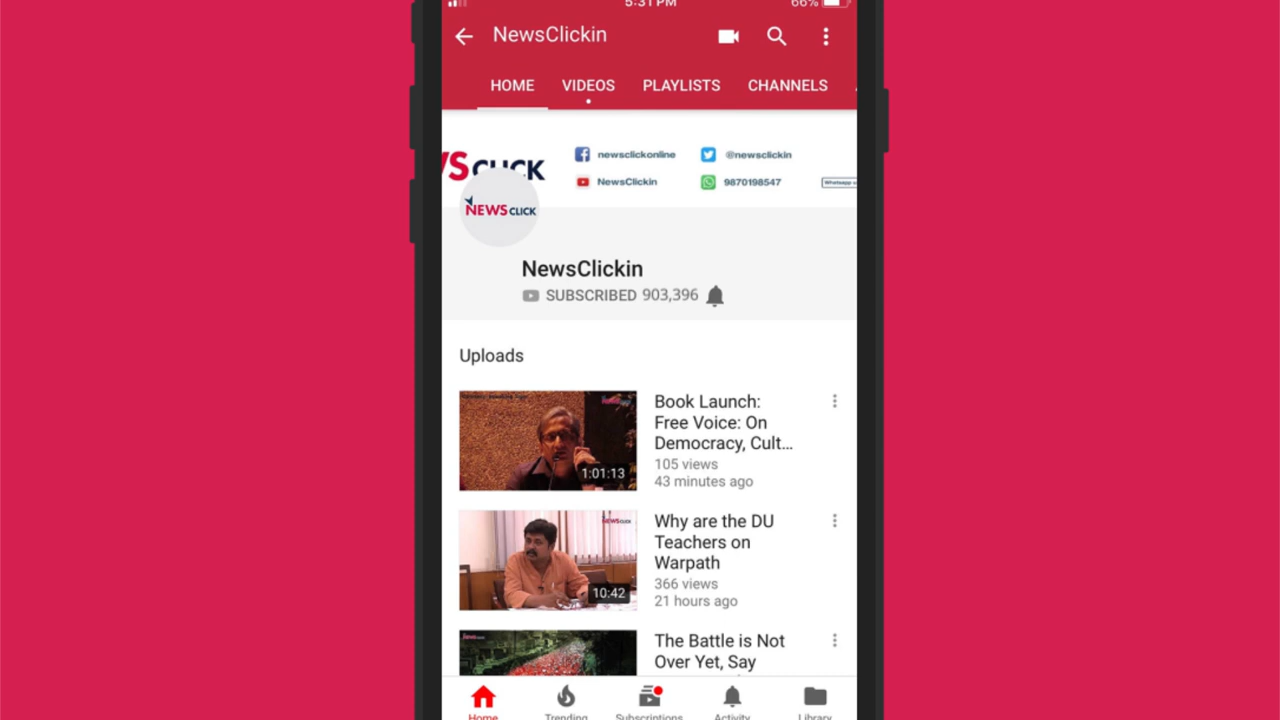 5:31 PM
66%
NewsClickin
HOME VIDEOS PLAYLISTS CHANNELS
WS CLICK
newsclickonline
@newsclickin
NewsClickin
9870198547
Whatsapp
NEWS CLICK
NewsClickin
SUBSCRIBED 903,396
Uploads
Book Launch:
Free Voice: On
Democracy, Cult...
105 views
43 minutes ago
1:01:13
Why are the DU
Teachers on
Warpath
366 views
21 hours ago
NEWSCLICK
10:42
The Battle is Not
Over Yet, Say
Home Trending Subscriptions Activity Library